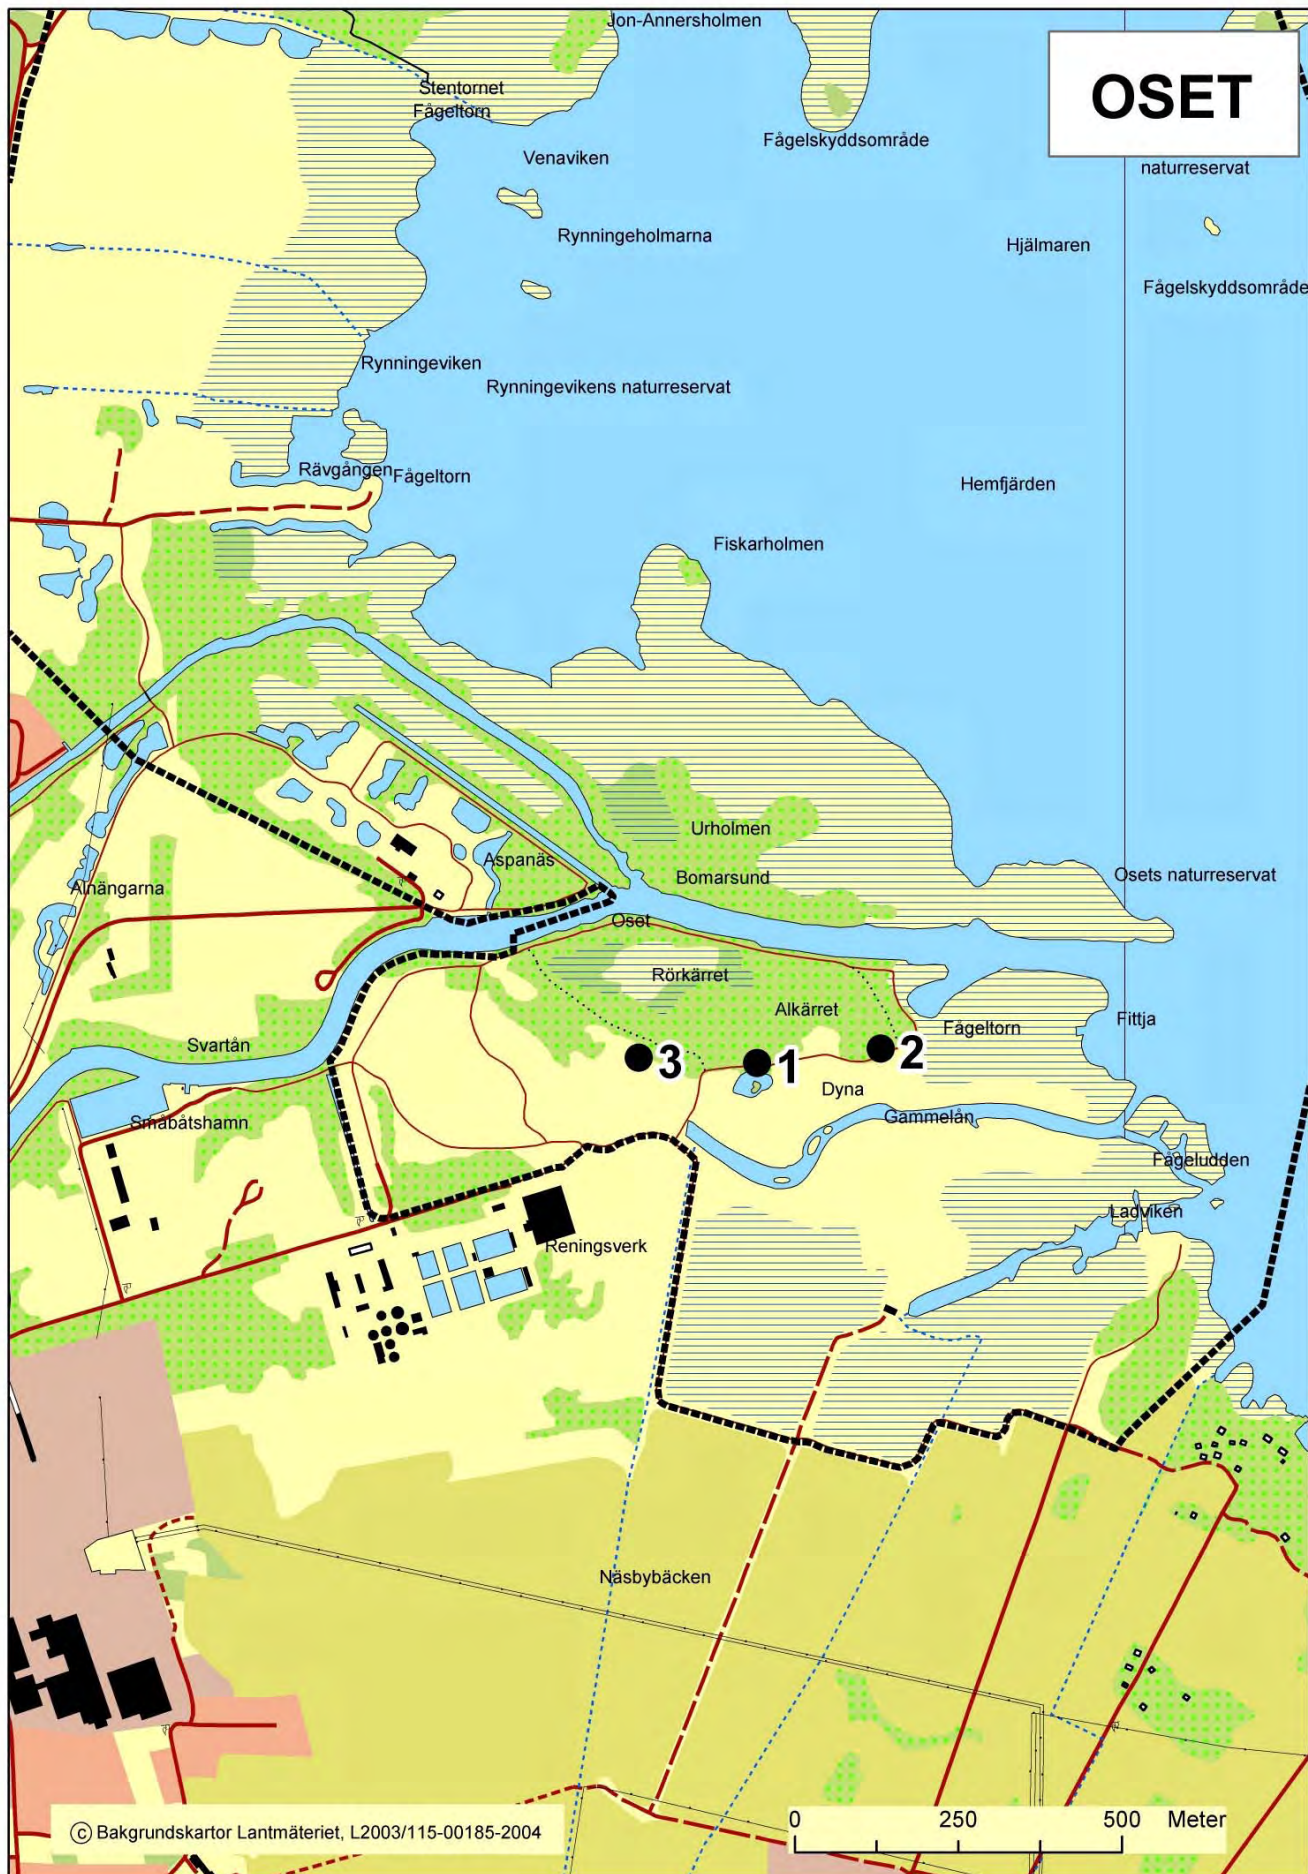 Jon-Annersholmen
OSET
Stentornet
Fågeltorn
Fågelskyddsområde
Venaviken
naturreservat
Rynningeholmarna
Hjälmaren
Fågelskyddsområde
Rynningeviken
Rynningevikens naturreservat
Rävgången
Fågeltorn
Hemfjärden
Fiskarholmen
Urholmen
Aspanäs
Bomarsund
Osets naturreservat
Alnängarna
Oset
Rörkärret
Alkärret
Fågeltorn
Fittja
Svartån
3
1
2
Dyna
Småbåtshamn
Gammelån
Fågeludden
Ladviken
Reningsverk
Näsbybäcken
0 250 500 Meter
© Bakgrundskartor Lantmäteriet, L2003/115-00185-2004